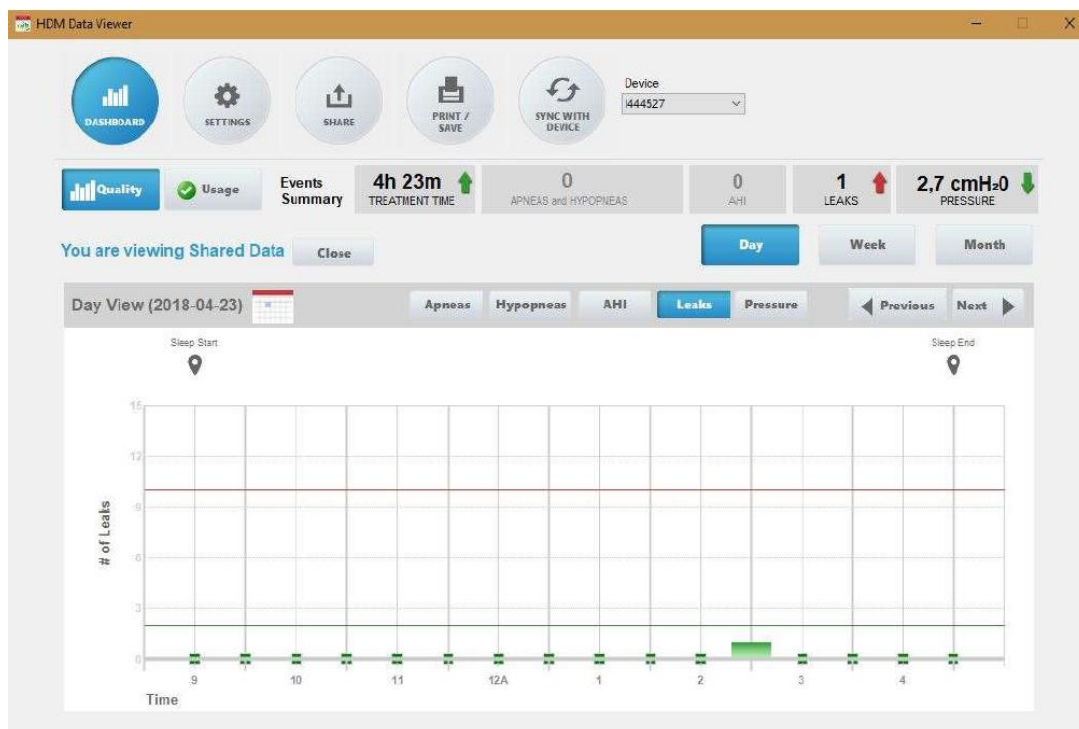 HDM Data Viewer
DASHBOARD
SETTINGS
SHARE
PRINT /
SAVE
SYNC WITH
DEVICE
Device
I444527
Quality
Usage
Events
Summary
4h 23m
TREATMENT TIME
0
APNEAS and HYPOPNEAS
0
AHI
1
LEAKS
2,7 cmH₂0
PRESSURE
You are viewing Shared Data
Close
Day
Week
Month
Day View (2018-04-23)
Apneas
Hypopneas
AHI
Leaks
Pressure
Previous
Next
Sleep Start
Sleep End
15
12
9
6
3
0
# of Leaks
9
10
11
12A
1
2
3
4
Time